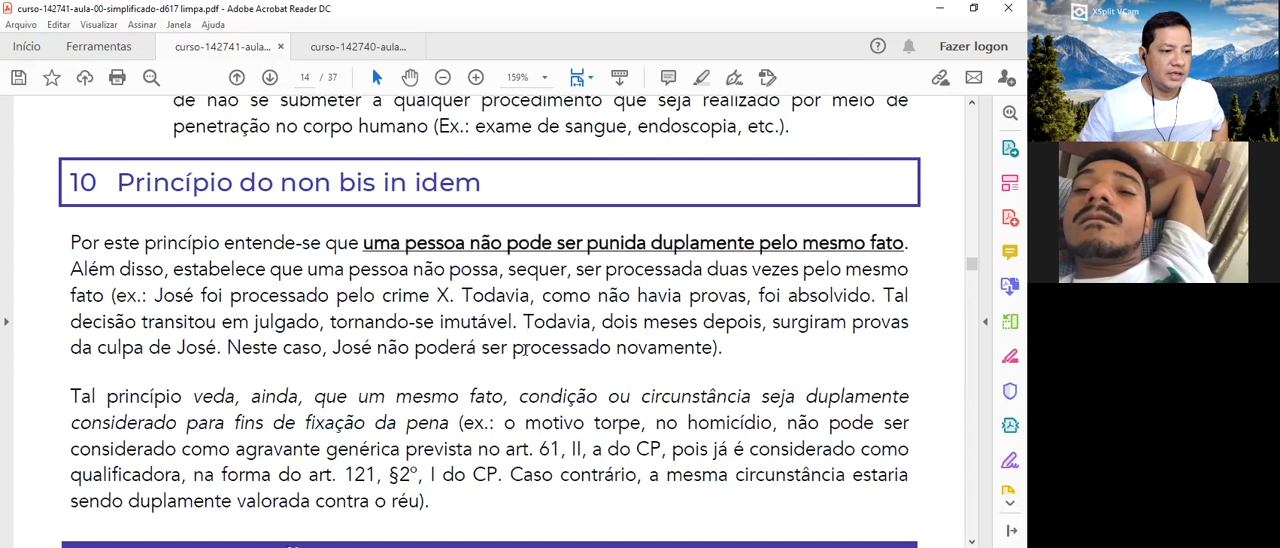 curso-142741-aula-00-simplificado-d617 limpa.pdf - Adobe Acrobat Reader DC
Arquivo Editar Visualizar Assinar Janela Ajuda
Início Ferramentas curso-142741-aula... × curso-142740-aula... Fazer logon
14 / 37 159%
de não se submeter a qualquer procedimento que seja realizado por meio de
penetração no corpo humano (Ex.: exame de sangue, endoscopia, etc.).
10 Princípio do non bis in idem
Por este princípio entende-se que uma pessoa não pode ser punida duplamente pelo mesmo fato.
Além disso, estabelece que uma pessoa não possa, sequer, ser processada duas vezes pelo mesmo
fato (ex.: José foi processado pelo crime X. Todavia, como não havia provas, foi absolvido. Tal
decisão transitou em julgado, tornando-se imutável. Todavia, dois meses depois, surgiram provas
da culpa de José. Neste caso, José não poderá ser processado novamente).
Tal princípio veda, ainda, que um mesmo fato, condição ou circunstância seja duplamente
considerado para fins de fixação da pena (ex.: o motivo torpe, no homicídio, não pode ser
considerado como agravante genérica prevista no art. 61, II, a do CP, pois já é considerado como
qualificadora, na forma do art. 121, §2º, I do CP. Caso contrário, a mesma circunstância estaria
sendo duplamente valorada contra o réu).
XSplit VCam